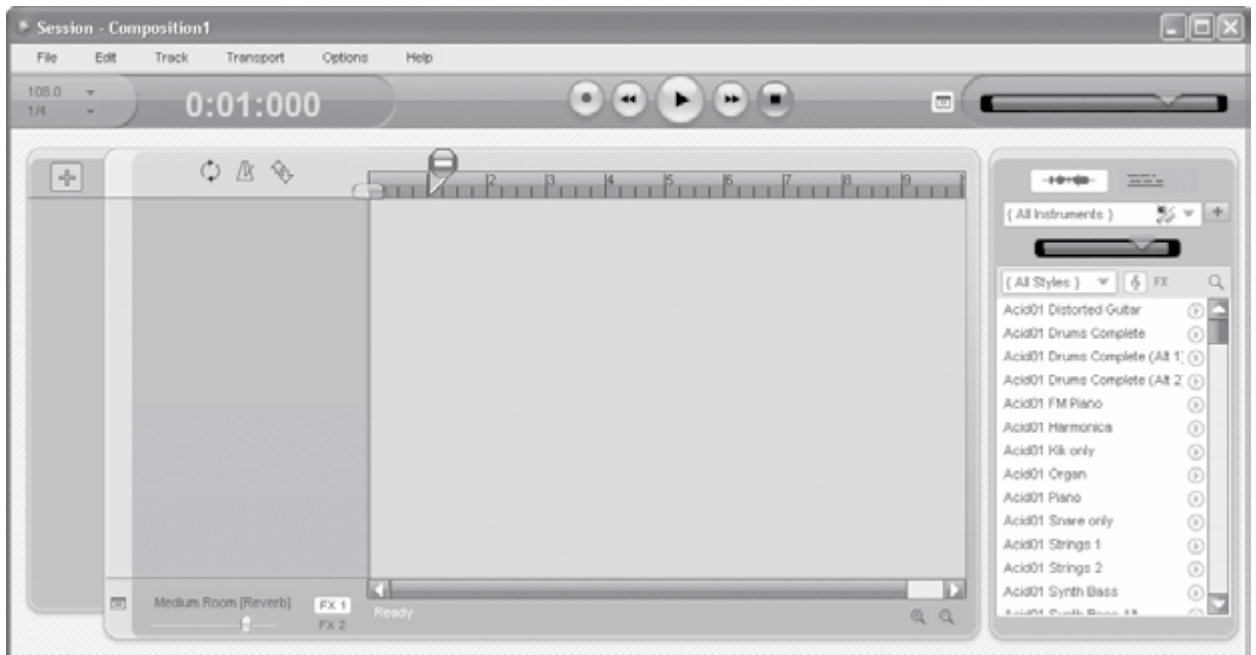 Session - Composition1
File Edit Track Transport Options Help
108.0
1/4
0:01:000
2 3 4 5 6 7 8 9
{ All Instruments }
{ All Styles } FX
Acid01 Distorted Guitar
Acid01 Drums Complete
Acid01 Drums Complete (Alt 1)
Acid01 Drums Complete (Alt 2)
Acid01 FM Piano
Acid01 Harmonica
Acid01 Kik only
Acid01 Organ
Acid01 Piano
Acid01 Snare only
Acid01 Strings 1
Acid01 Strings 2
Acid01 Synth Bass
Medium Room [Reverb] FX 1
FX 2
Ready